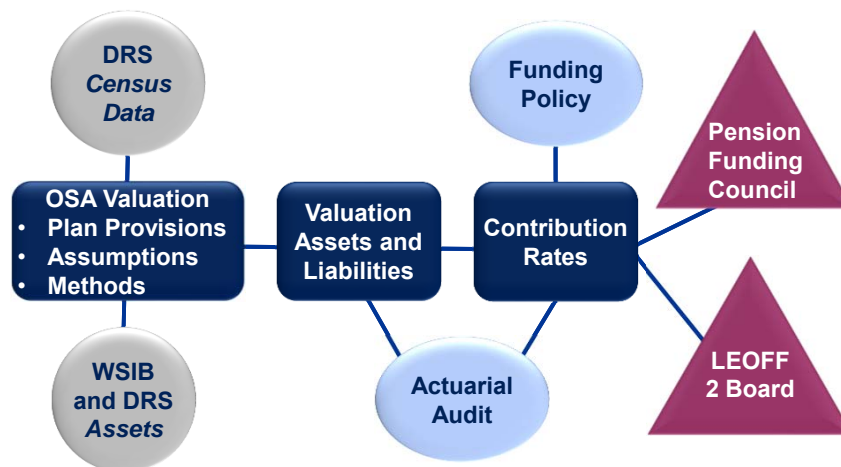 DRS
Census
Data
OSA Valuation
• Plan Provisions
• Assumptions
• Methods
WSIB
and DRS
Assets
Valuation
Assets and
Liabilities
Funding
Policy
Contribution
Rates
Actuarial
Audit
Pension
Funding
Council
LEOFF
2 Board